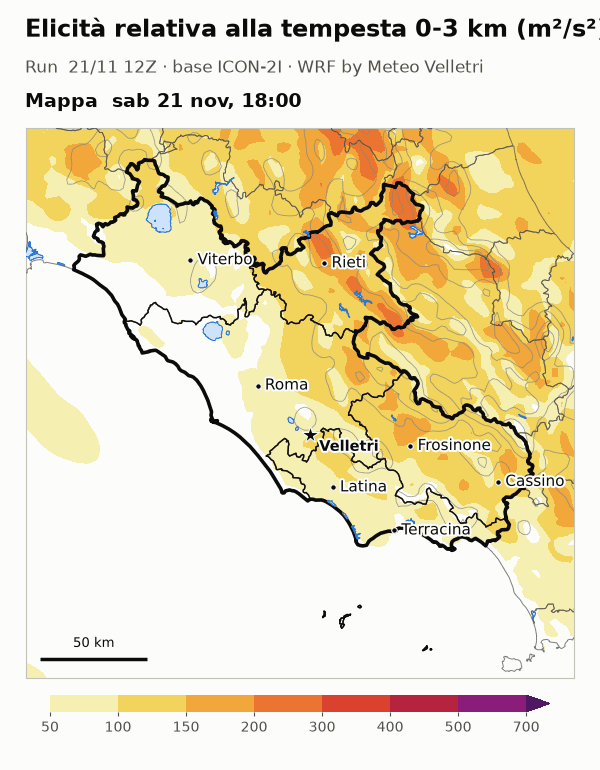 Elicità relativa alla tempesta 0-3 km (m²/s²)
Run 21/11 12Z · base ICON-2I · WRF by Meteo Velletri
Mappa sab 21 nov, 18:00
Viterbo
Rieti
Roma
Velletri
Frosinone
Cassino
Latina
Terracina
50 km
50 100 150 200 300 400 500 700